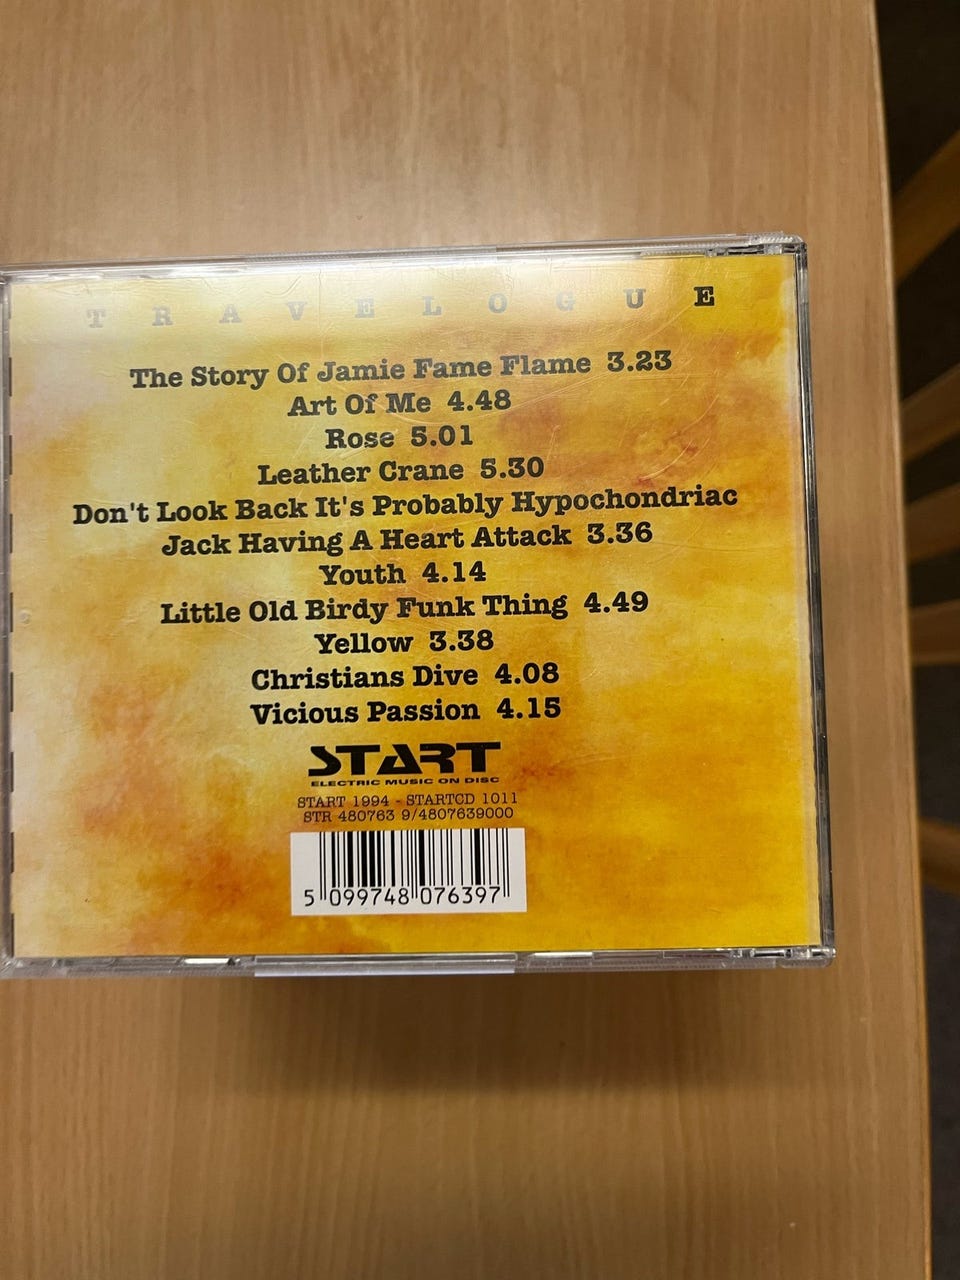 TRAVELOGUE
The Story Of Jamie Fame Flame 3.23
Art Of Me 4.48
Rose 5.01
Leather Crane 5.30
Don't Look Back It's Probably Hypochondriac
Jack Having A Heart Attack 3.36
Youth 4.14
Little Old Birdy Funk Thing 4.49
Yellow 3.38
Christians Dive 4.08
Vicious Passion 4.15
START
ELECTRIC MUSIC ON DISC
START 1994 - STARTCD 1011
STR 480763 9/4807639000
5 099748 076397